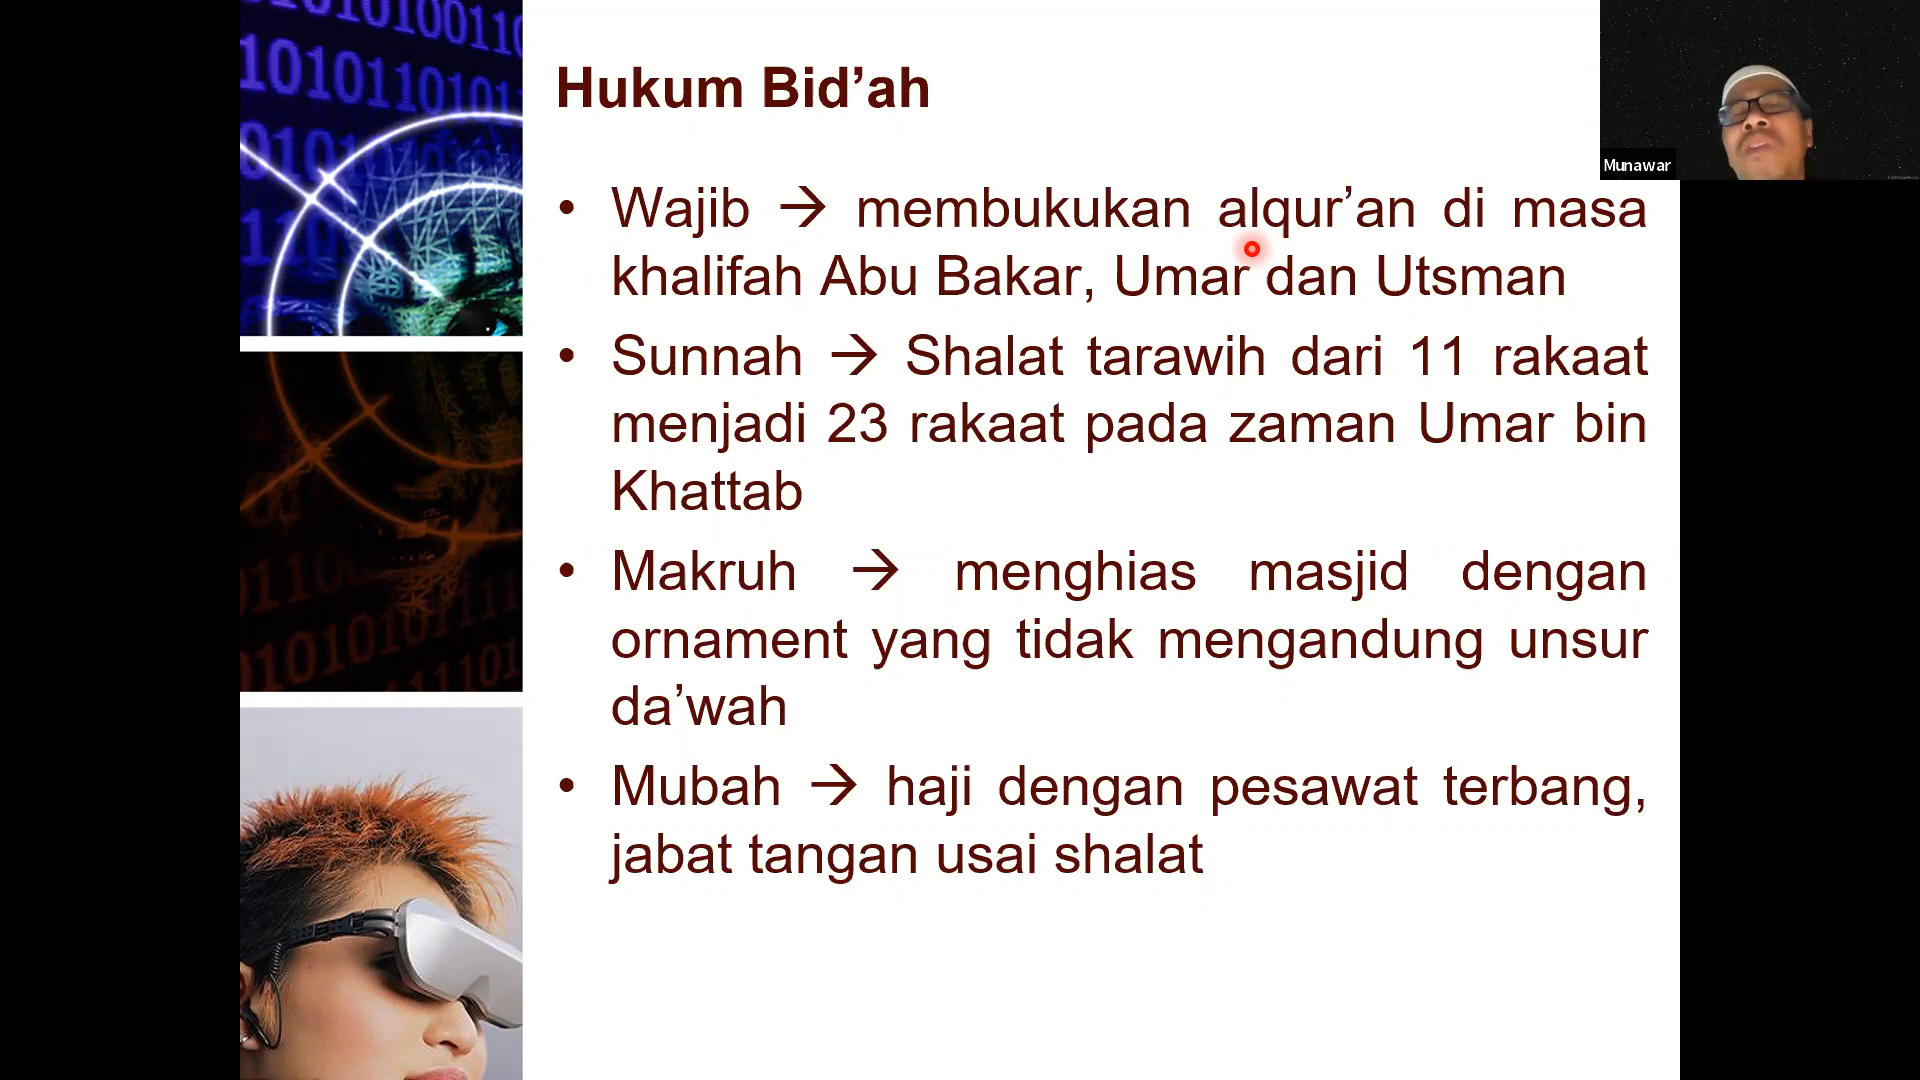 Hukum Bid’ah
Munawar
• Wajib → membukukan alqur’an di masa
khalifah Abu Bakar, Umar dan Utsman
• Sunnah → Shalat tarawih dari 11 rakaat
menjadi 23 rakaat pada zaman Umar bin
Khattab
• Makruh → menghias masjid dengan
ornament yang tidak mengandung unsur
da’wah
• Mubah → haji dengan pesawat terbang,
jabat tangan usai shalat